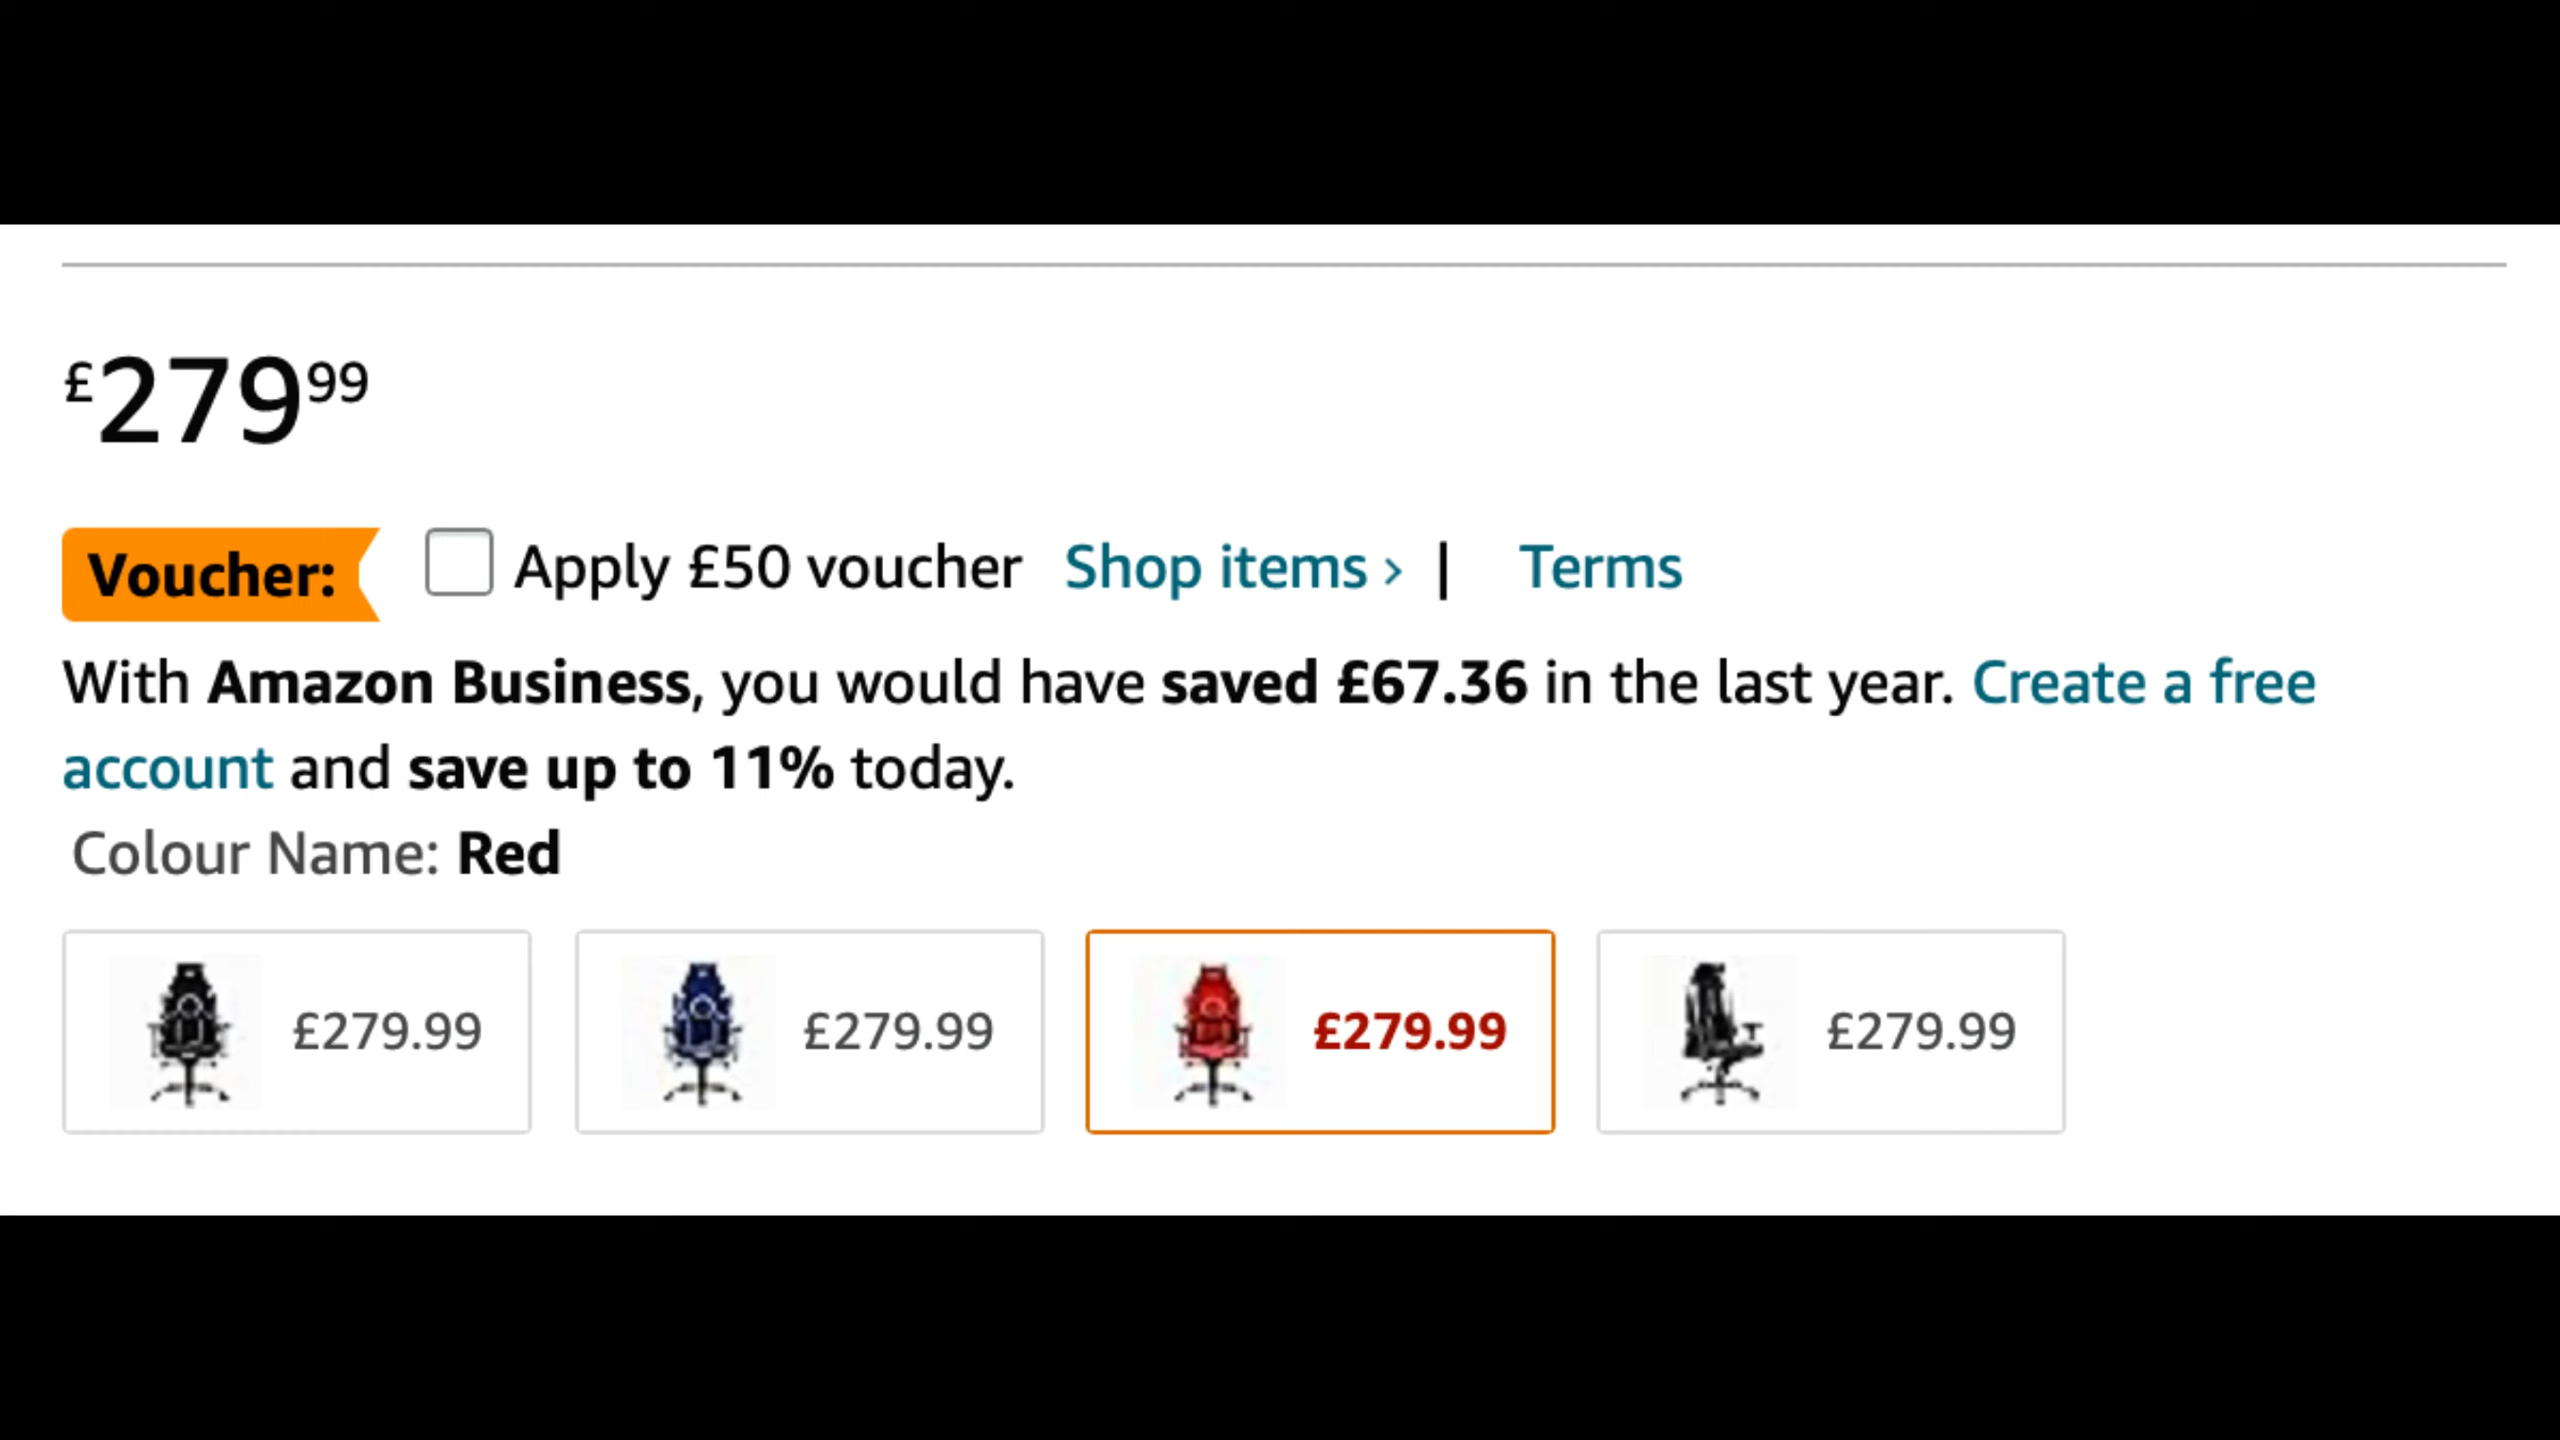 £279.99
Voucher: Apply £50 voucher Shop items › | Terms
With Amazon Business, you would have saved £67.36 in the last year. Create a free
account and save up to 11% today.
Colour Name: Red
£279.99 £279.99 £279.99 £279.99